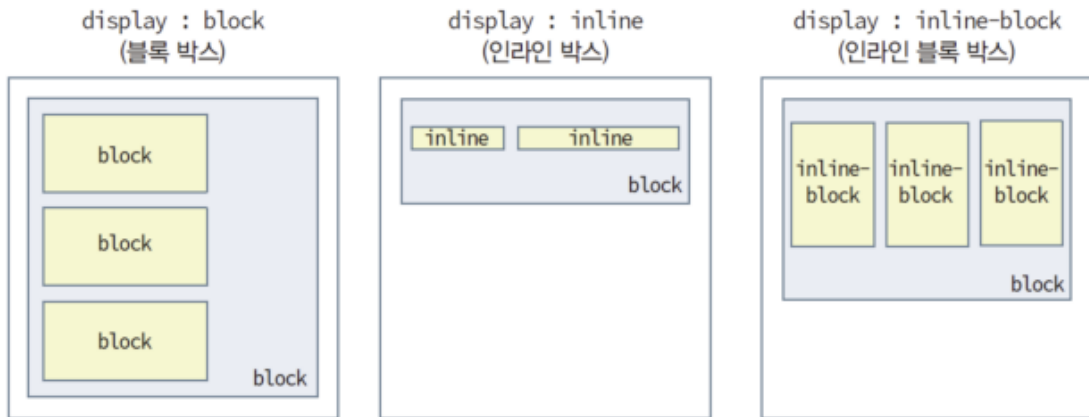 display : block
(블록 박스)
block
block
block
block
display : inline
(인라인 박스)
inline inline
block
display : inline-block
(인라인 블록 박스)
inline- inline- inline-
block block block
block